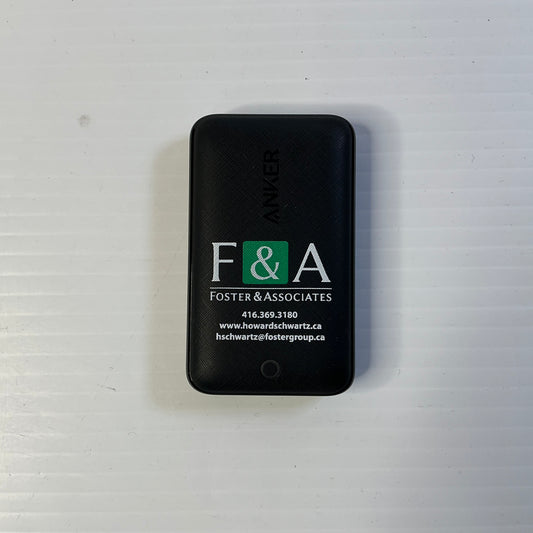 ANKER
F & A
FOSTER & ASSOCIATES
416.369.3180
www.howardschwartz.ca
hschwartz@fostergroup.ca